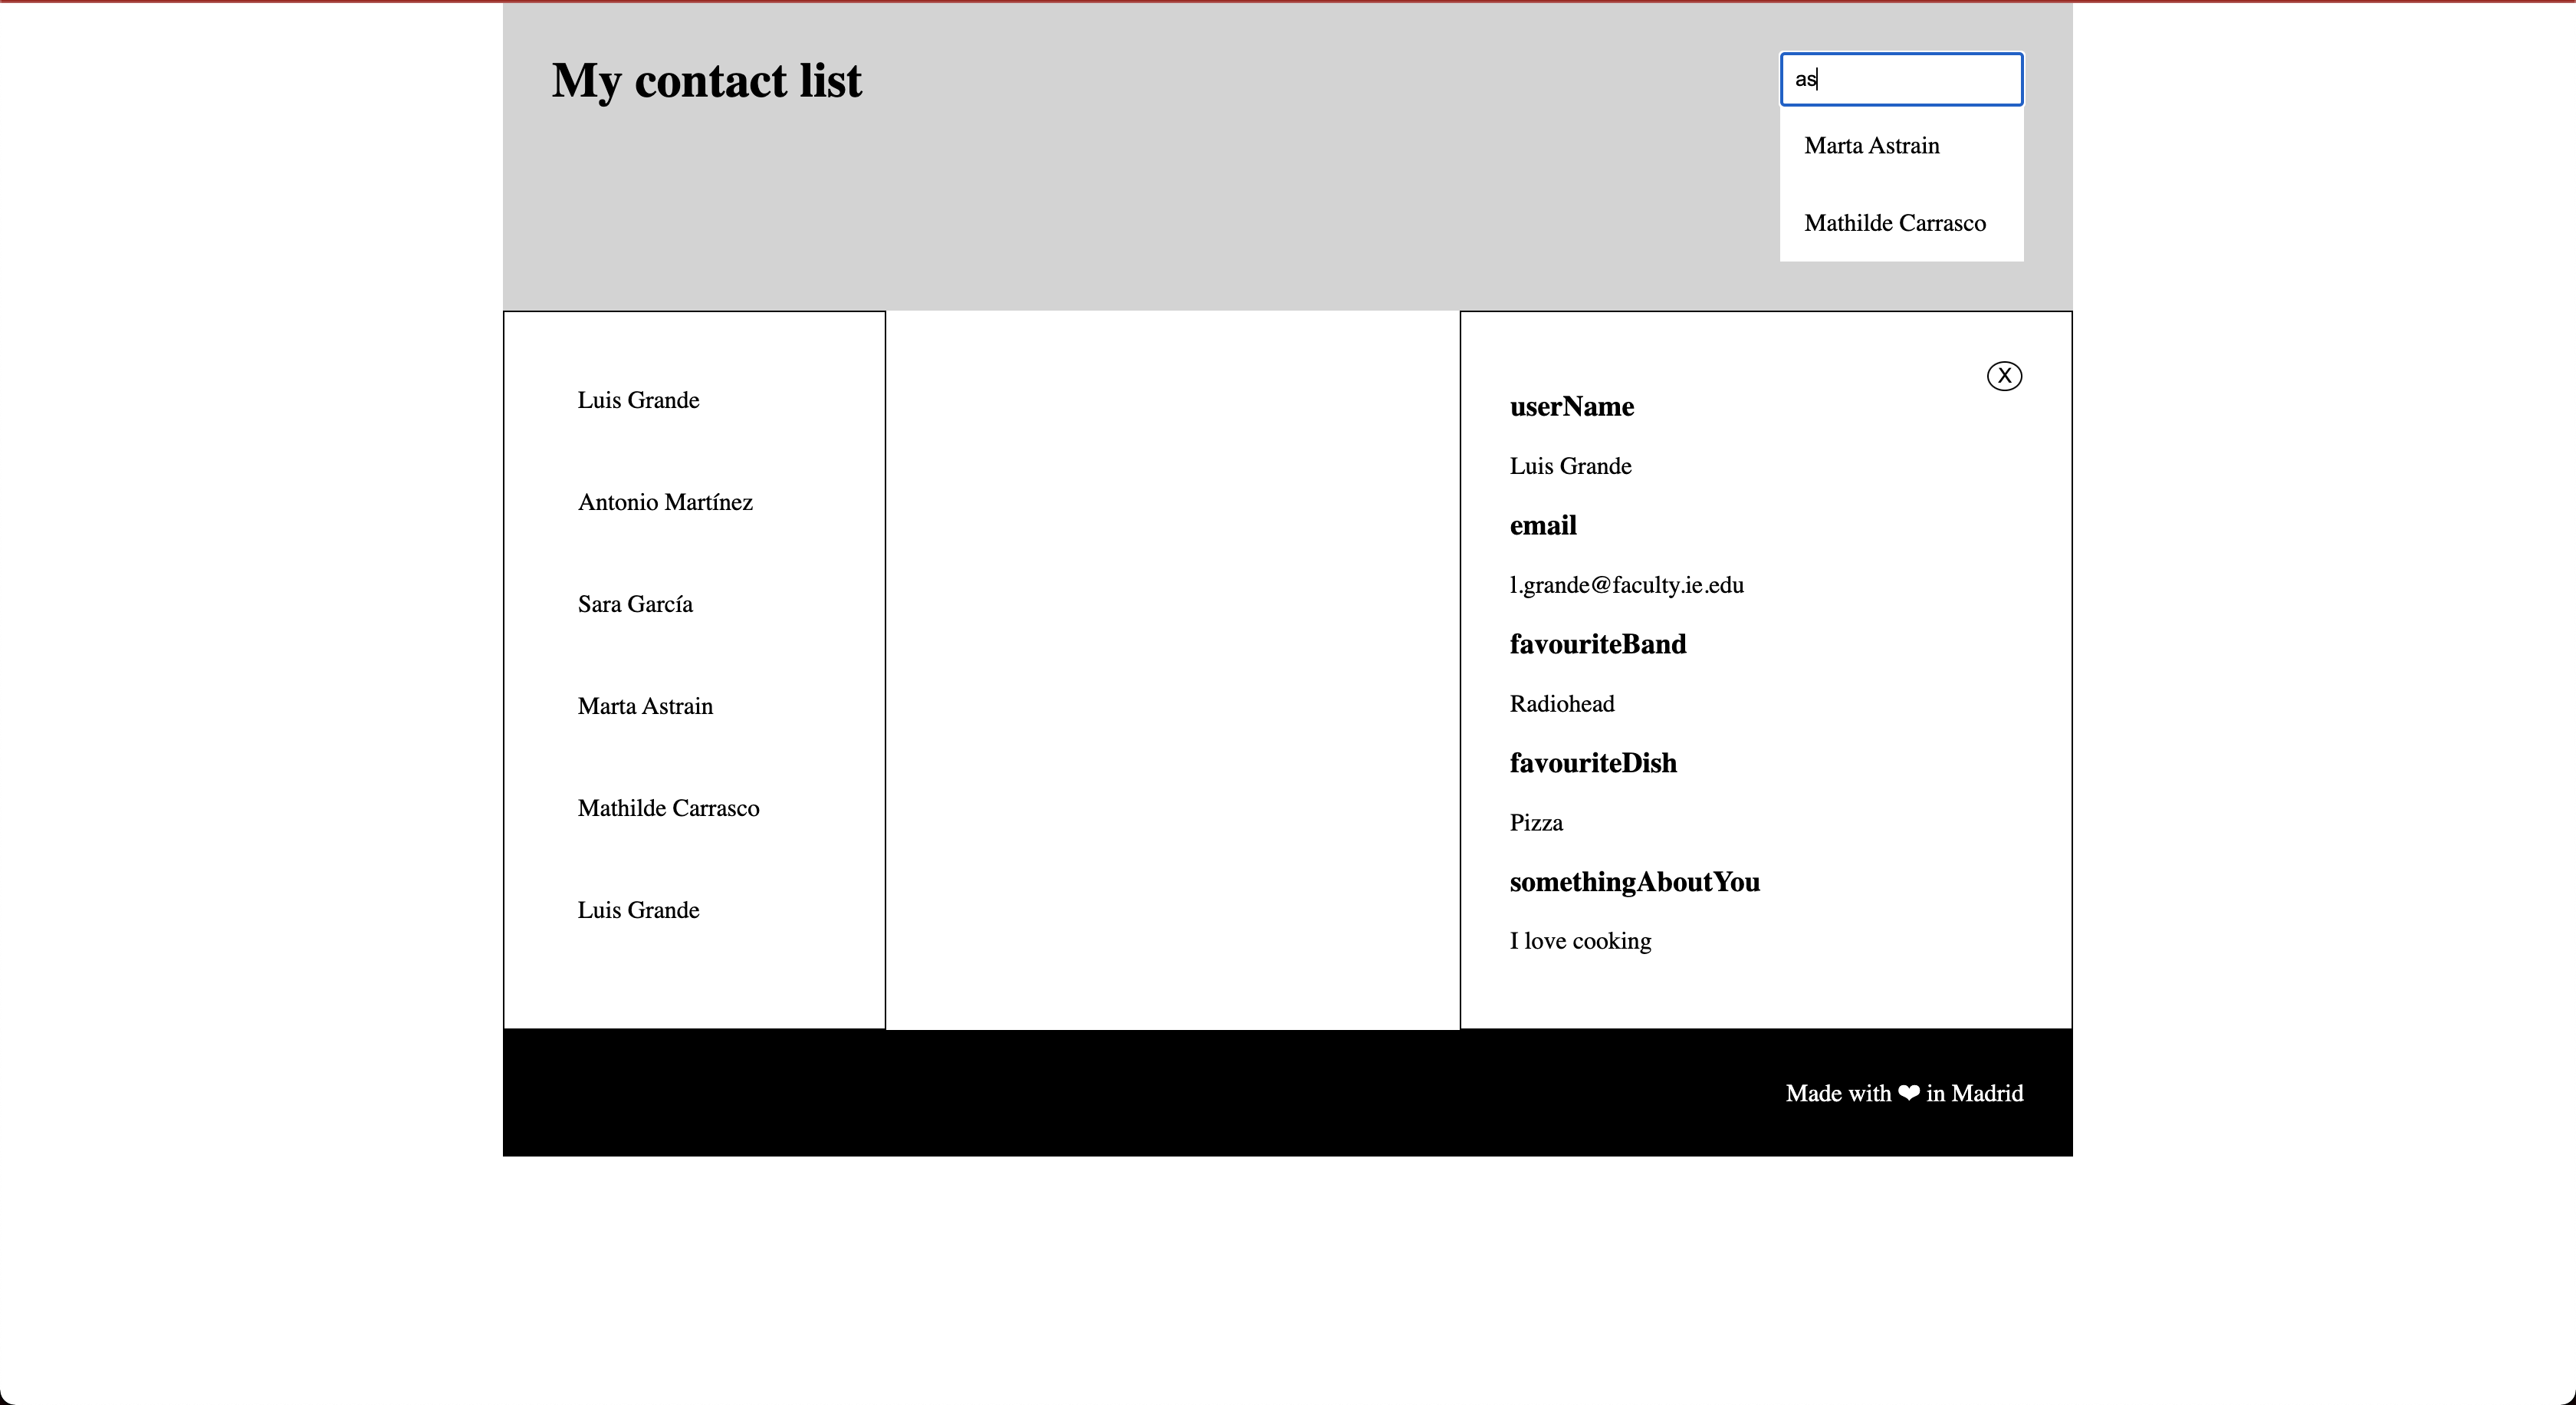 My contact list
as
Marta Astrain
Mathilde Carrasco
Luis Grande
Antonio Martínez
Sara García
Marta Astrain
Mathilde Carrasco
Luis Grande
X
userName
Luis Grande
email
l.grande@faculty.ie.edu
favouriteBand
Radiohead
favouriteDish
Pizza
somethingAboutYou
I love cooking
Made with ❤ in Madrid